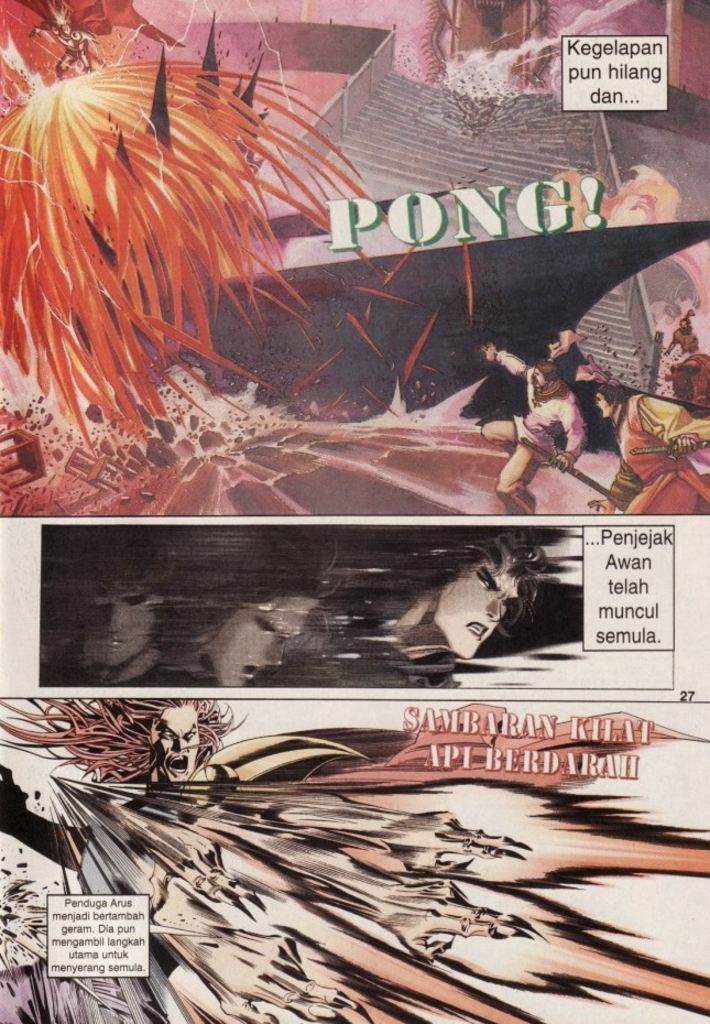 Kegelapan
pun hilang
dan...
PONG!
...Penjejak
Awan
telah
muncul
semula.
27
SAMBARAN KILAT
API BERDARAH
Penduga Arus
menjadi bertambah
geram. Dia pun
mengambil langkah
utama untuk
menyerang semula.